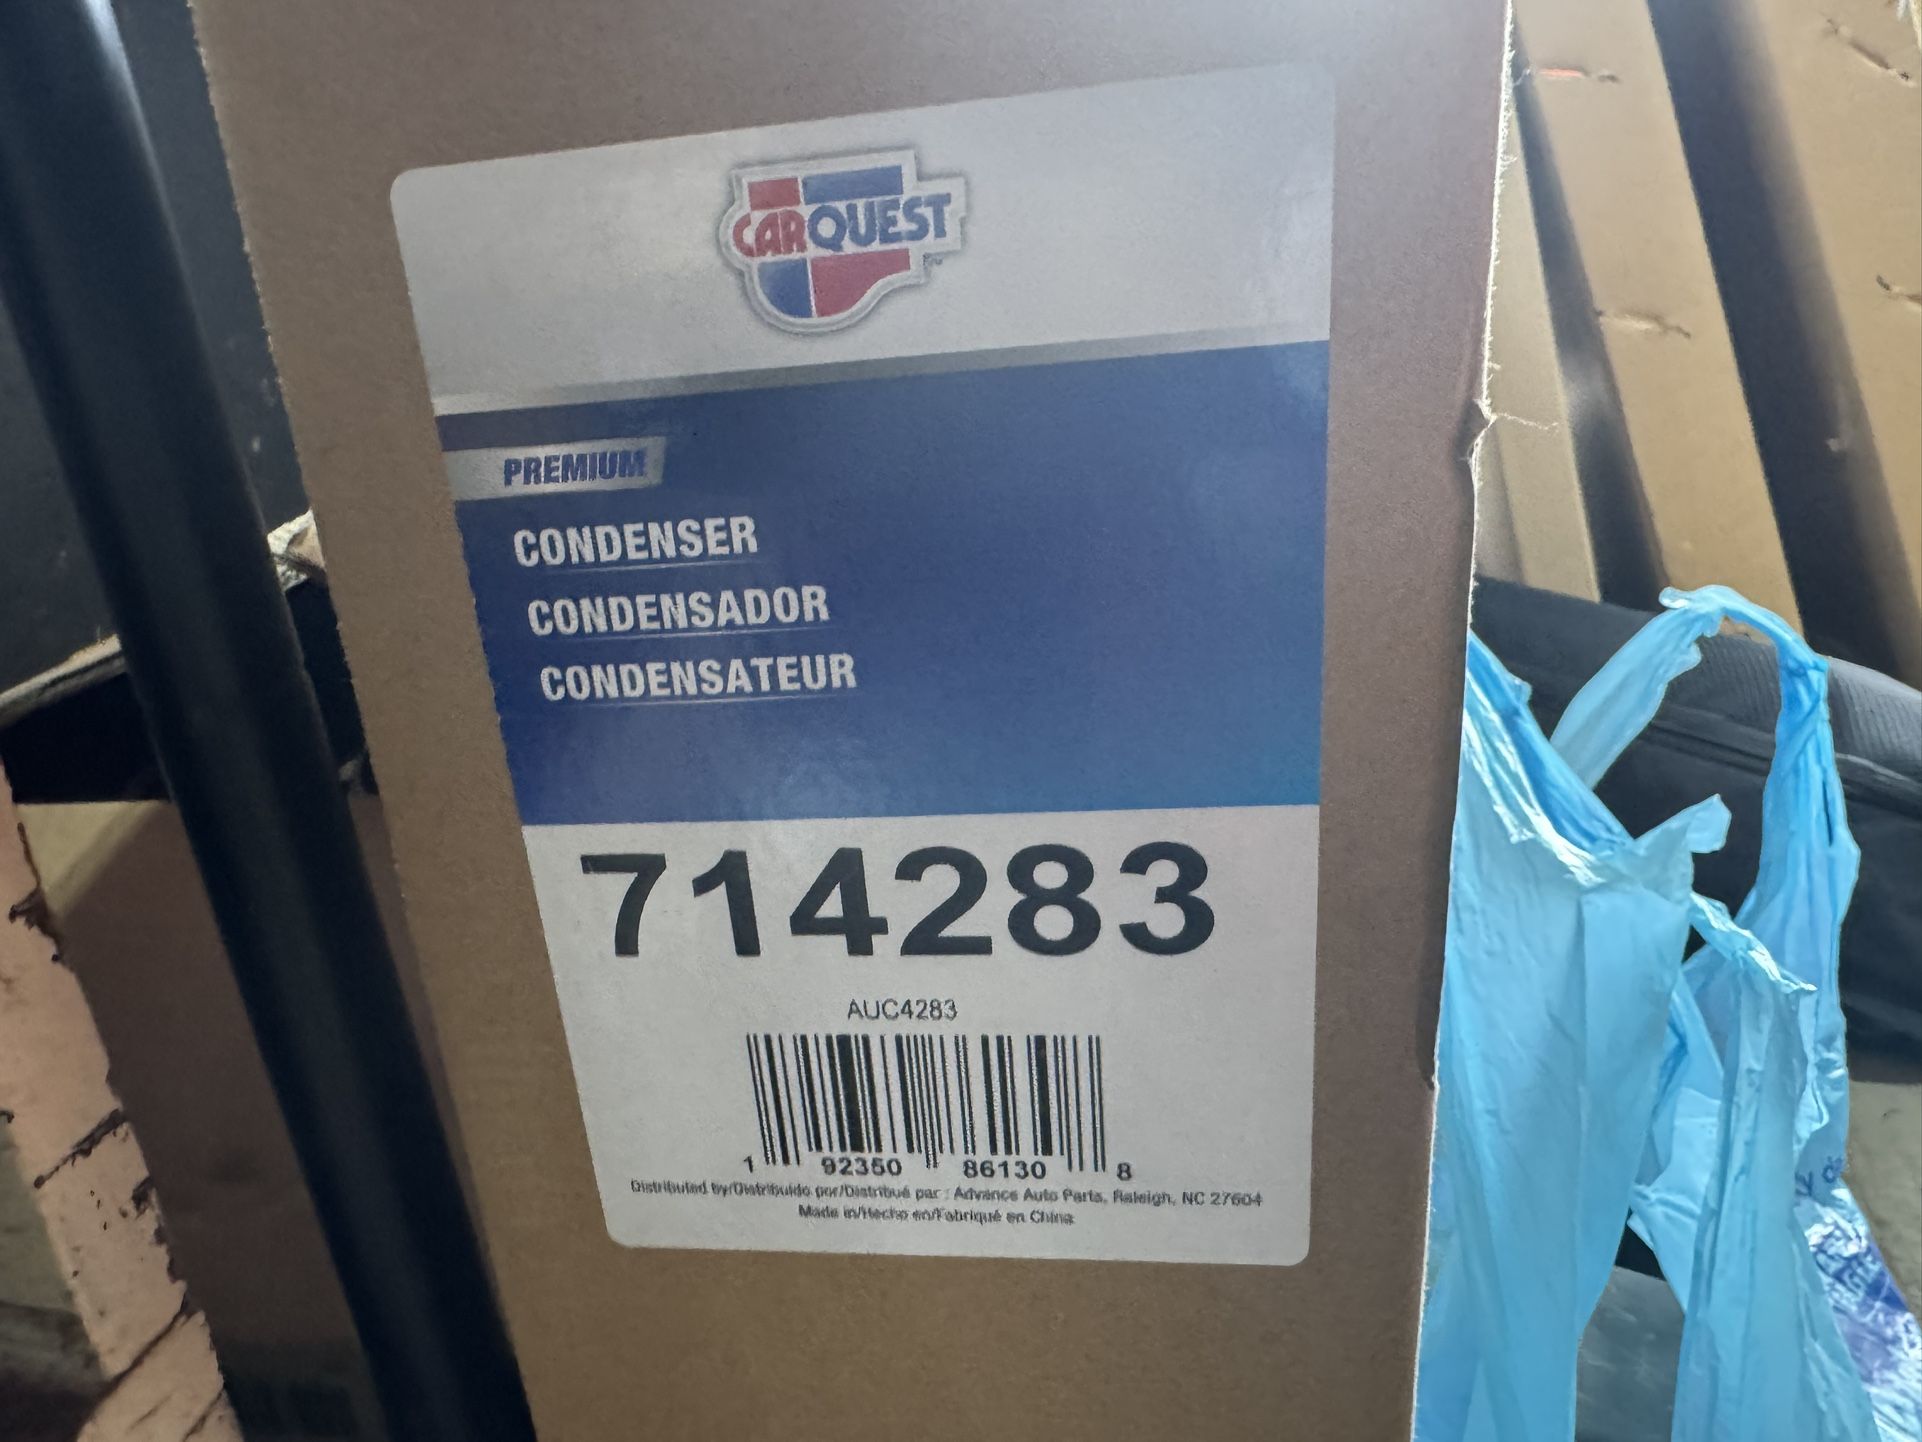 CARQUEST
PREMIUM
CONDENSER
CONDENSADOR
CONDENSATEUR
714283
AUC4283
1 92350 86130 8
Distributed by/Distribuido por/Distribué par : Advance Auto Parts, Raleigh, NC 27604
Made in/Hecho en/Fabriqué en China